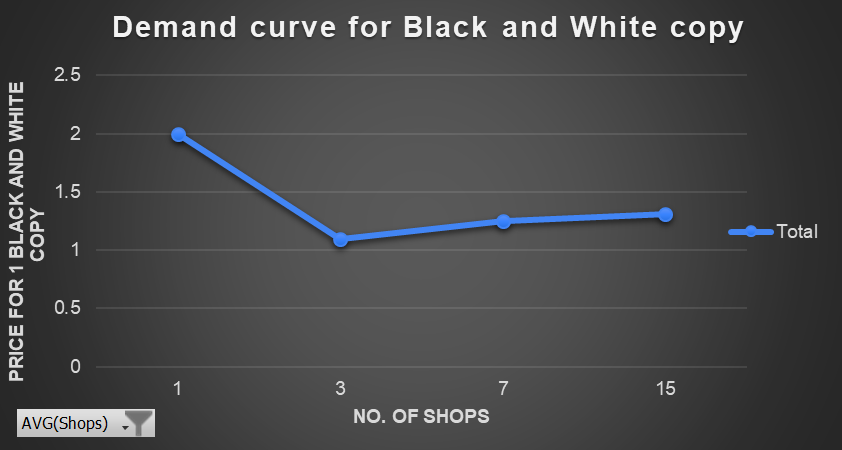 Demand curve for Black and White copy
PRICE FOR 1 BLACK AND WHITE
COPY
2.5
2
1.5
1
0.5
0
1 3 7 15
NO. OF SHOPS
Total
AVG(Shops)